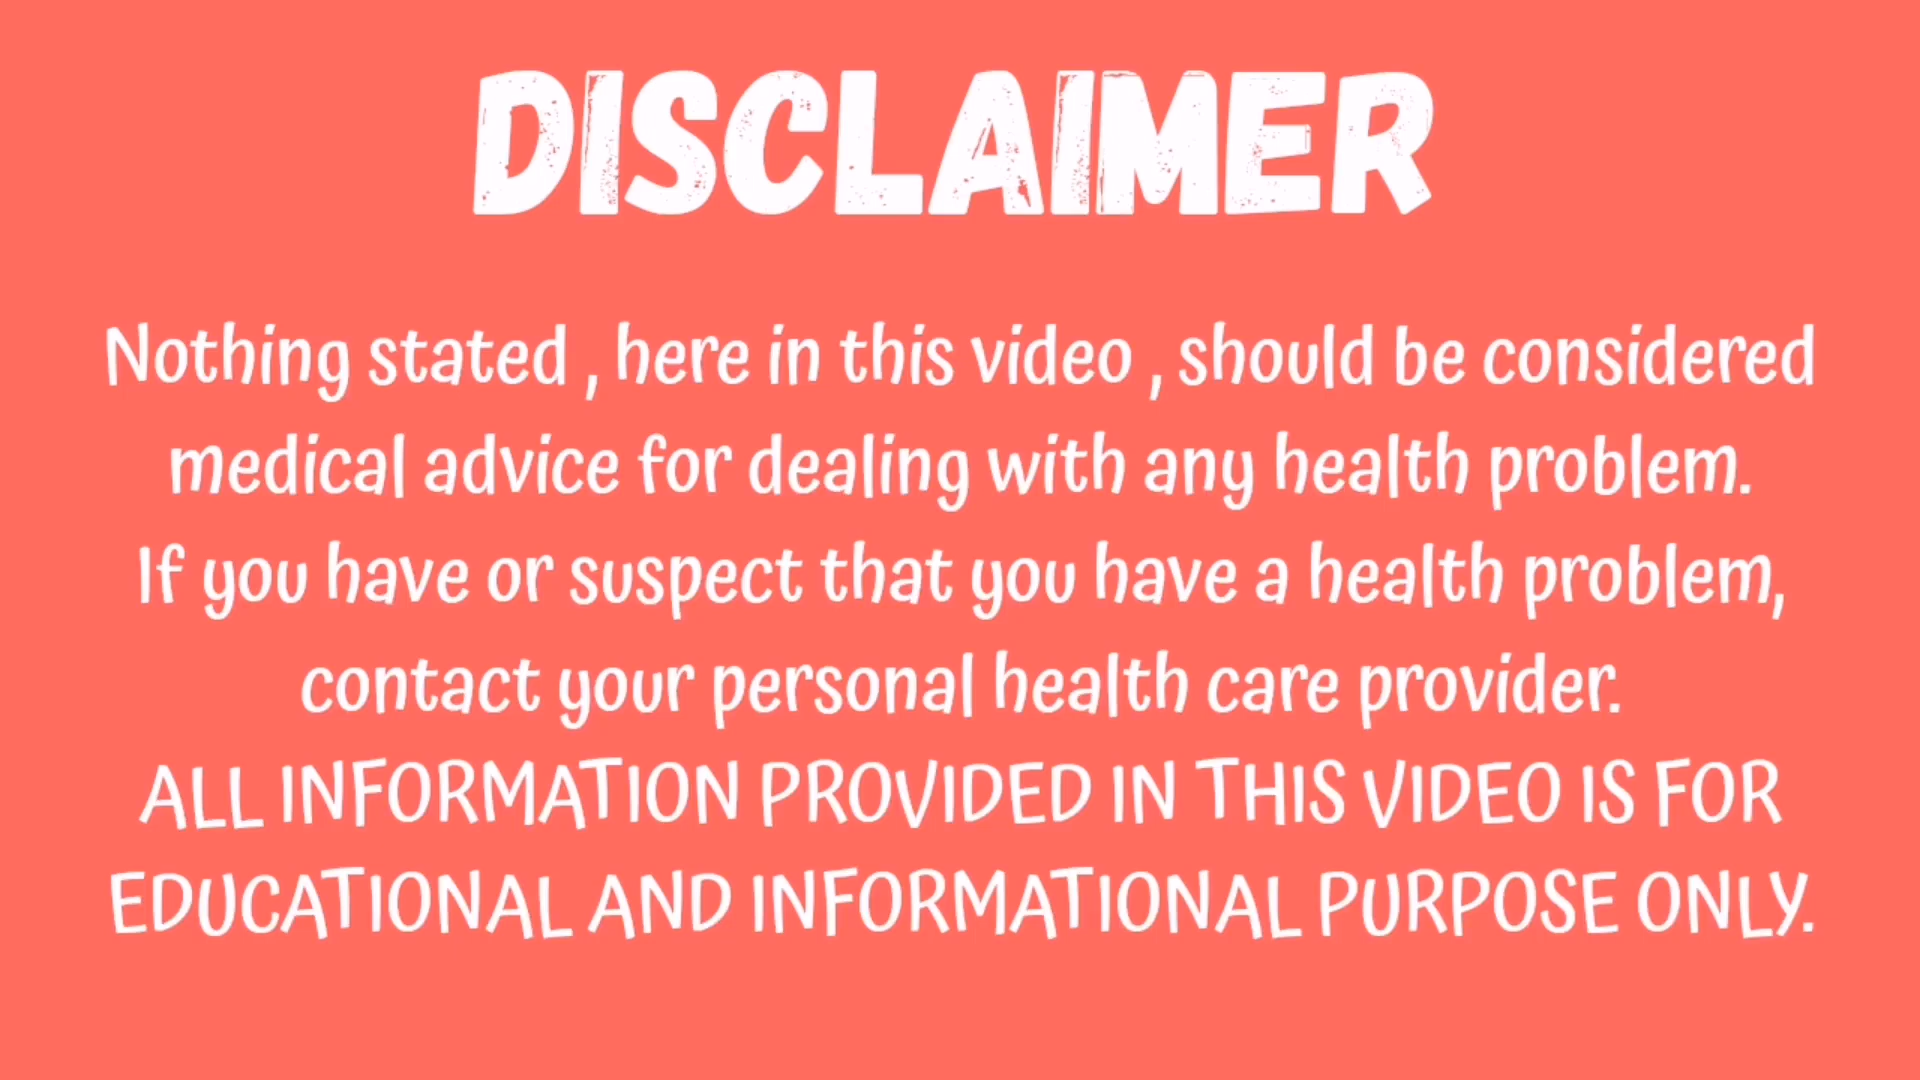 DISCLAIMER
Nothing stated , here in this video , should be considered
medical advice for dealing with any health problem.
If you have or suspect that you have a health problem,
contact your personal health care provider.
ALL INFORMATION PROVIDED IN THIS VIDEO IS FOR
EDUCATIONAL AND INFORMATIONAL PURPOSE ONLY.